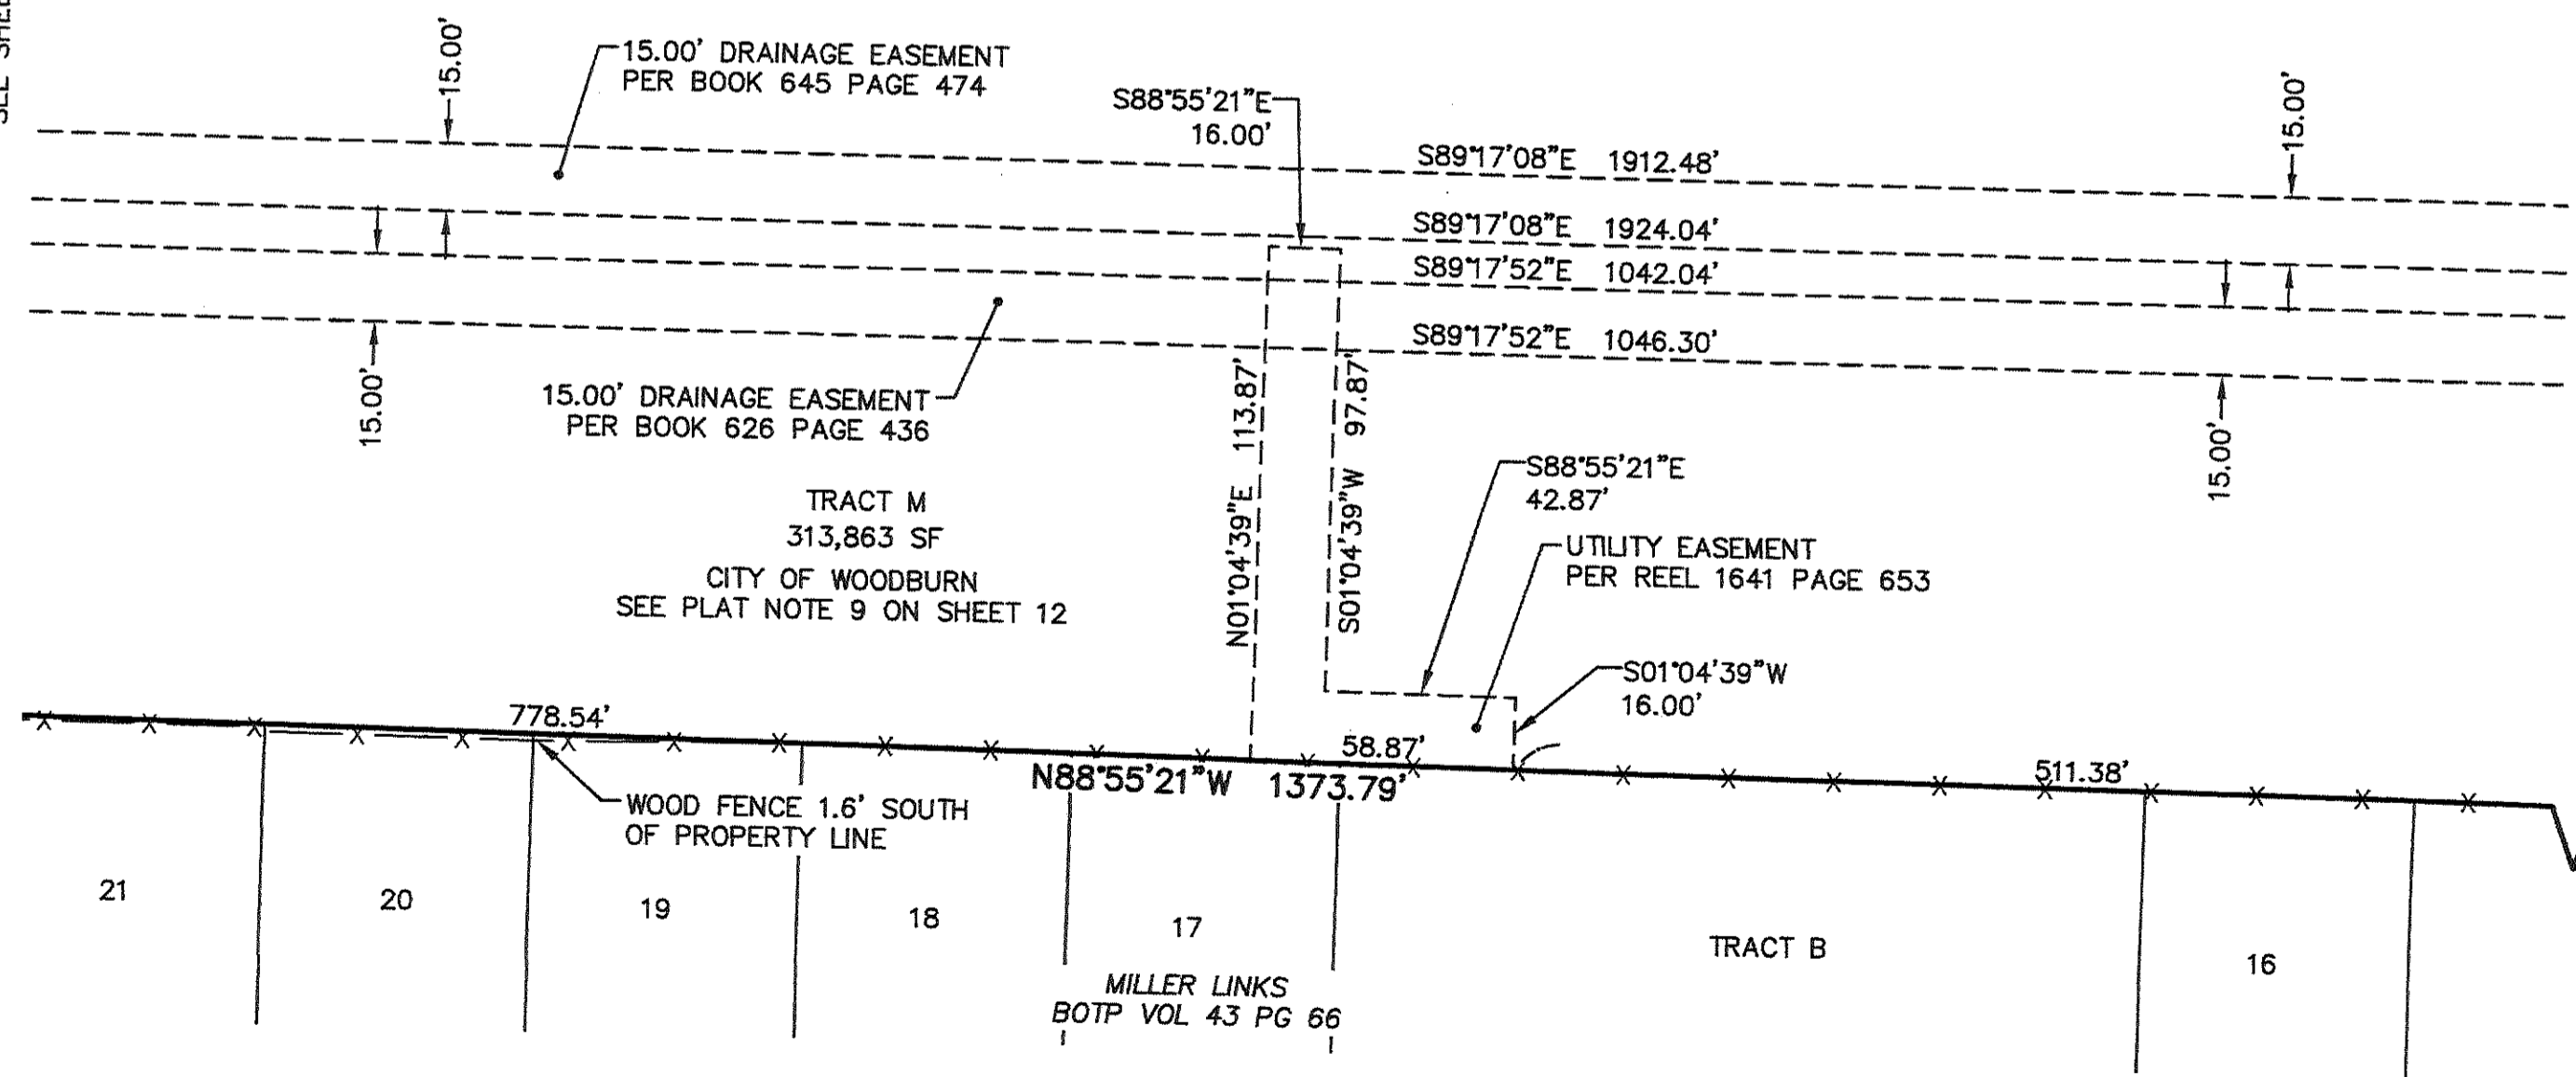 15.00'
15.00' DRAINAGE EASEMENT
PER BOOK 645 PAGE 474
S88°55'21"E
16.00'
15.00'
S89°17'08"E 1912.48'
S89°17'08"E 1924.04'
S89°17'52"E 1042.04'
S89°17'52"E 1046.30'
15.00'
15.00' DRAINAGE EASEMENT
PER BOOK 626 PAGE 436
N01°04'39"E 113.87'
S01°04'39"W 97.87'
15.00'
S88°55'21"E
42.87'
TRACT M
313,863 SF
CITY OF WOODBURN
SEE PLAT NOTE 9 ON SHEET 12
UTILITY EASEMENT
PER REEL 1641 PAGE 653
S01°04'39"W
16.00'
778.54'
58.87'
511.38'
N88°55'21"W 1373.79'
WOOD FENCE 1.6' SOUTH
OF PROPERTY LINE
21
20
19
18
17
TRACT B
16
MILLER LINKS
BOTP VOL 43 PG 66